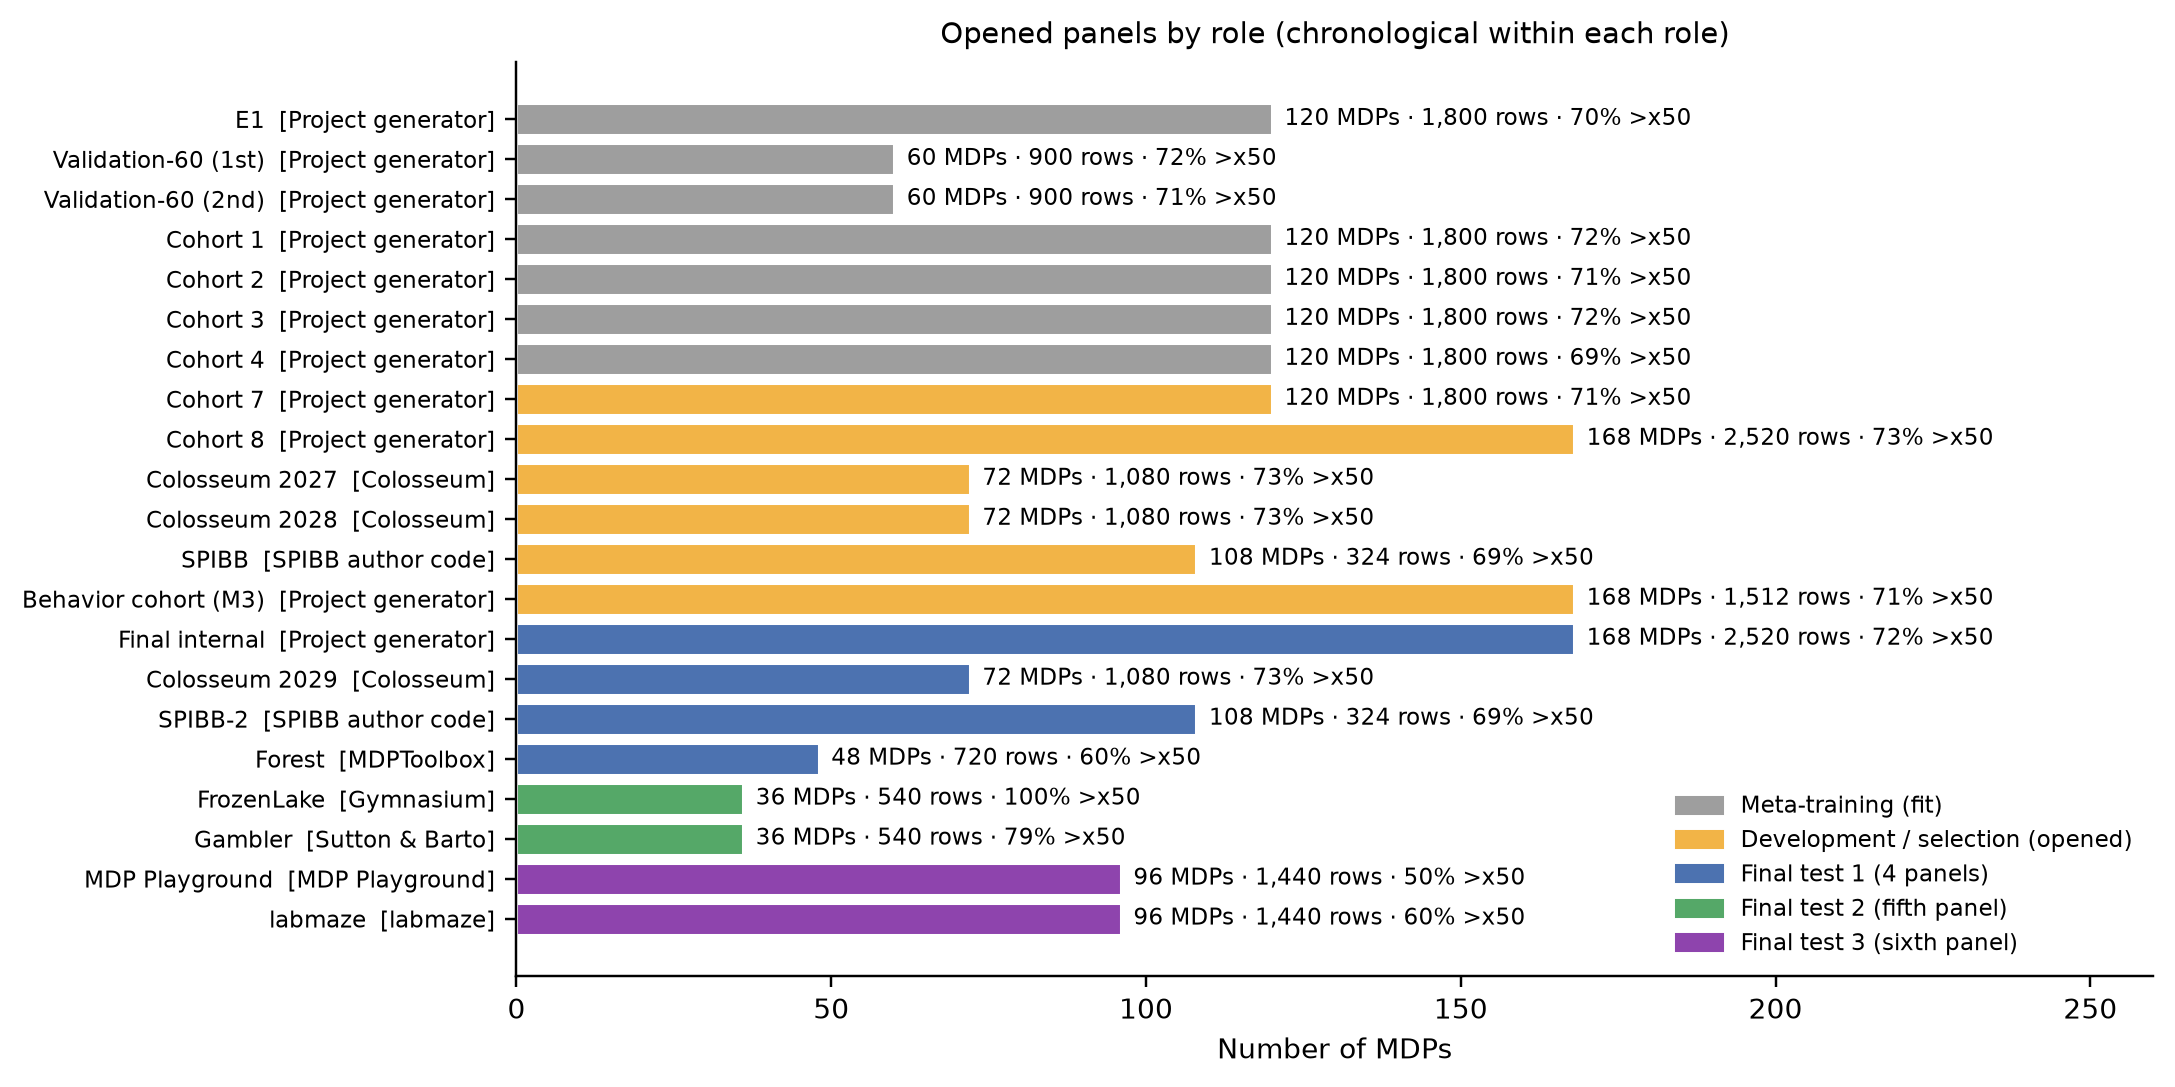 Opened panels by role (chronological within each role)
E1 [Project generator] 120 MDPs · 1,800 rows · 70% >x50
Validation-60 (1st) [Project generator] 60 MDPs · 900 rows · 72% >x50
Validation-60 (2nd) [Project generator] 60 MDPs · 900 rows · 71% >x50
Cohort 1 [Project generator] 120 MDPs · 1,800 rows · 72% >x50
Cohort 2 [Project generator] 120 MDPs · 1,800 rows · 71% >x50
Cohort 3 [Project generator] 120 MDPs · 1,800 rows · 72% >x50
Cohort 4 [Project generator] 120 MDPs · 1,800 rows · 69% >x50
Cohort 7 [Project generator] 120 MDPs · 1,800 rows · 71% >x50
Cohort 8 [Project generator] 168 MDPs · 2,520 rows · 73% >x50
Colosseum 2027 [Colosseum] 72 MDPs · 1,080 rows · 73% >x50
Colosseum 2028 [Colosseum] 72 MDPs · 1,080 rows · 73% >x50
SPIBB [SPIBB author code] 108 MDPs · 324 rows · 69% >x50
Behavior cohort (M3) [Project generator] 168 MDPs · 1,512 rows · 71% >x50
Final internal [Project generator] 168 MDPs · 2,520 rows · 72% >x50
Colosseum 2029 [Colosseum] 72 MDPs · 1,080 rows · 73% >x50
SPIBB-2 [SPIBB author code] 108 MDPs · 324 rows · 69% >x50
Forest [MDPToolbox] 48 MDPs · 720 rows · 60% >x50
FrozenLake [Gymnasium] 36 MDPs · 540 rows · 100% >x50
Gambler [Sutton & Barto] 36 MDPs · 540 rows · 79% >x50
MDP Playground [MDP Playground] 96 MDPs · 1,440 rows · 50% >x50
labmaze [labmaze] 96 MDPs · 1,440 rows · 60% >x50
Meta-training (fit)
Development / selection (opened)
Final test 1 (4 panels)
Final test 2 (fifth panel)
Final test 3 (sixth panel)
0 50 100 150 200 250
Number of MDPs